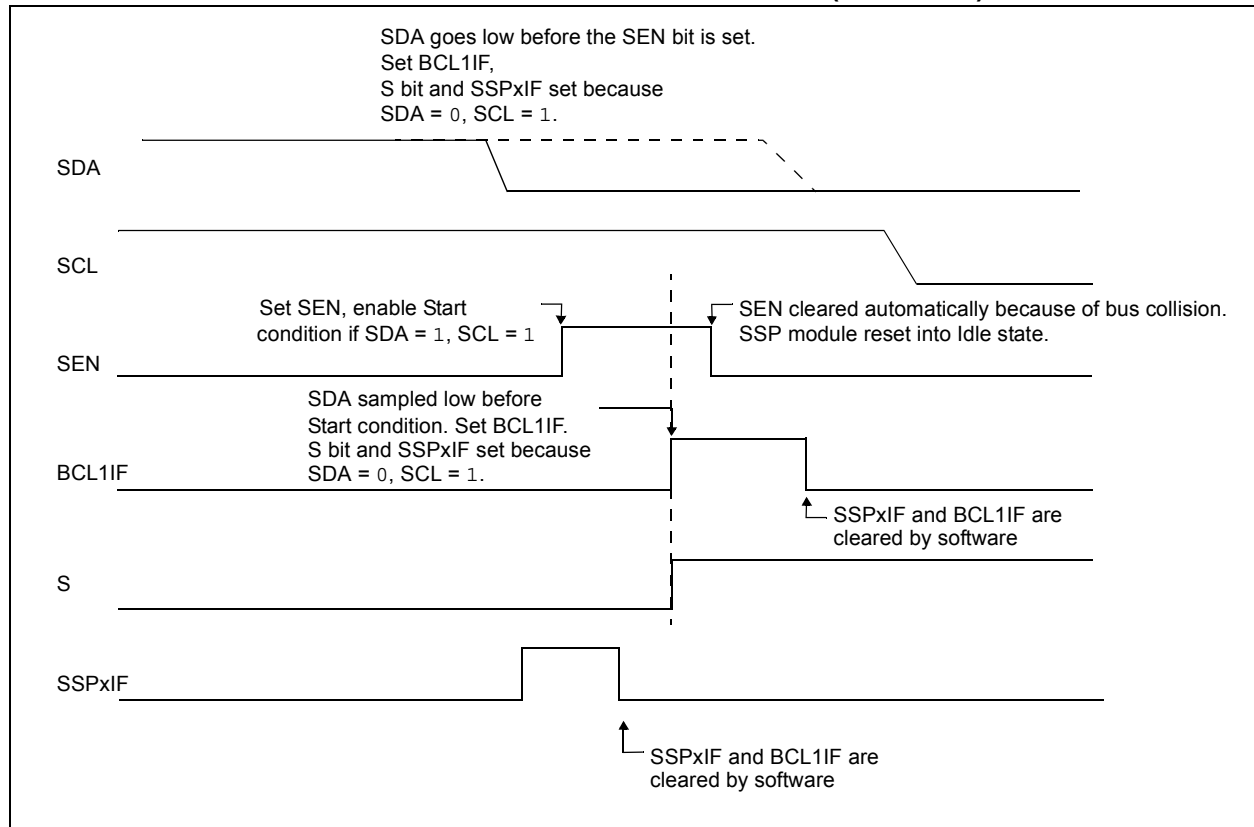 SDA goes low before the SEN bit is set.
Set BCL1IF,
S bit and SSPxIF set because
SDA = 0, SCL = 1.
SDA
SCL
Set SEN, enable Start
condition if SDA = 1, SCL = 1
SEN cleared automatically because of bus collision.
SSP module reset into Idle state.
SEN
SDA sampled low before
Start condition. Set BCL1IF.
S bit and SSPxIF set because
SDA = 0, SCL = 1.
BCL1IF
SSPxIF and BCL1IF are
cleared by software
S
SSPxIF
SSPxIF and BCL1IF are
cleared by software